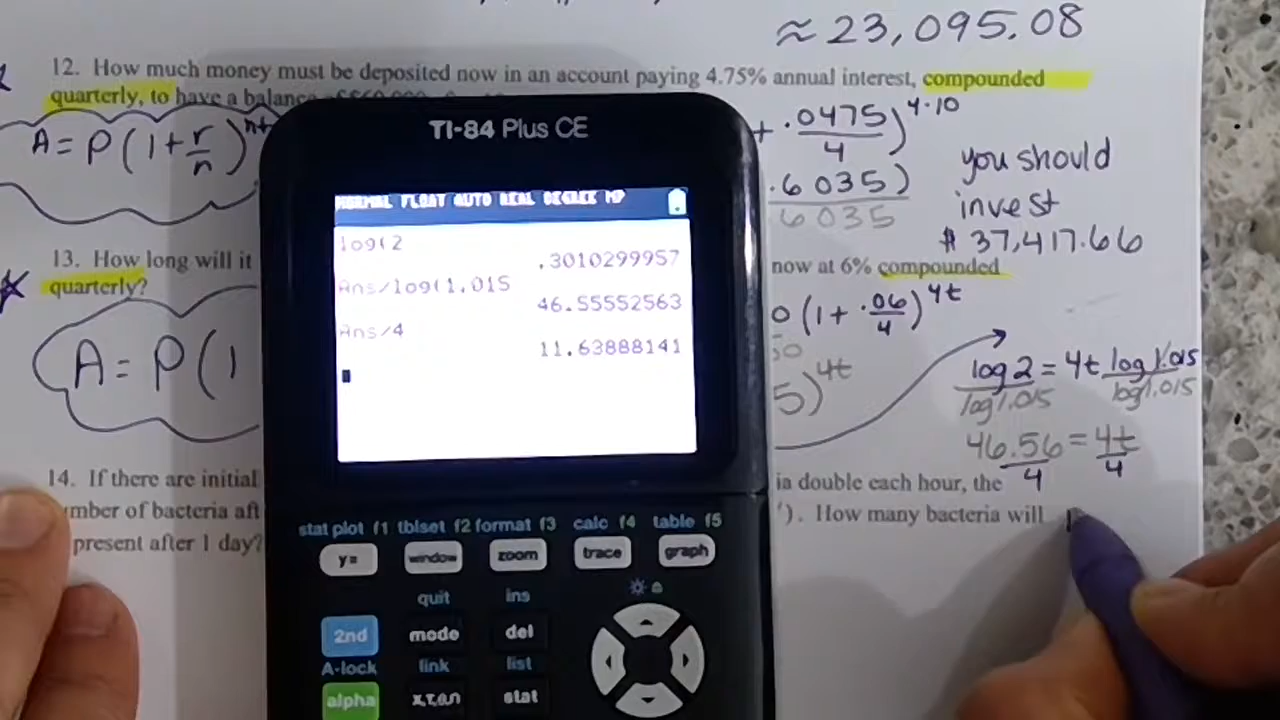 ≈ 23,095.08
12. How much money must be deposited now in an account paying 4.75% annual interest, compounded
quarterly, to have a balance
A = P(1 + r/n)^nt
+ .0475/4)^4·10
.6035)
6035
you should
invest
$ 37,417.66
13. How long will it
now at 6% compounded
quarterly?
A = P(1
0(1 + .06/4)^4t
5)^4t
log 2 = 4t log 1.015
log 1.015 log 1.015
46.56 = 4t
4 4
14. If there are initial
ia double each hour, the
mber of bacteria aft
'). How many bacteria will
present after 1 day?
TI-84 Plus CE
NORMAL FLOAT AUTO REAL DEGREE MP
log(2
.3010299957
Ans/log(1.015
46.55552563
Ans/4
11.63888141
stat plot f1 tblset f2 format f3 calc f4 table f5
y= window zoom trace graph
quit ins
2nd mode del
A-lock link list
alpha X,T,θ,n stat